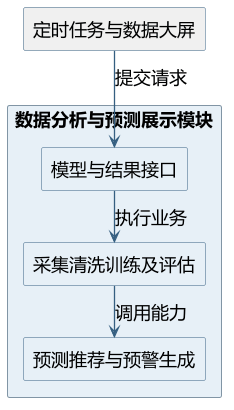 定时任务与数据大屏
提交请求
数据分析与预测展示模块
模型与结果接口
执行业务
采集清洗训练及评估
调用能力
预测推荐与预警生成